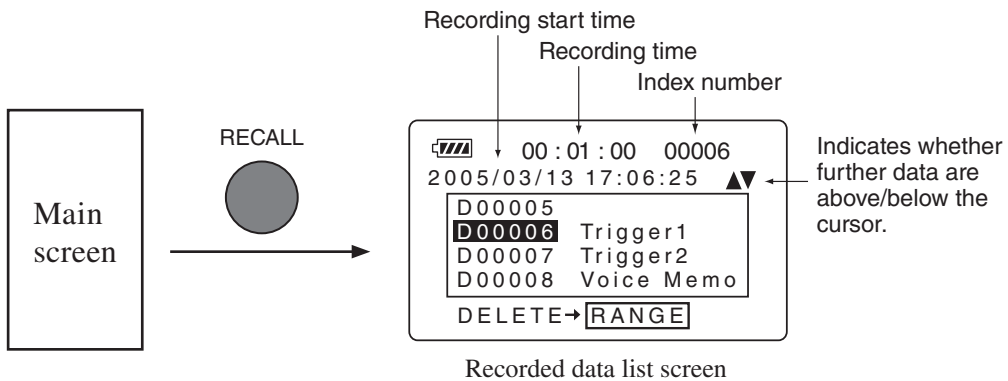 Recording start time
Recording time
Index number
RECALL
Main
screen
00 : 01 : 00 00006
2005/03/13 17:06:25 ▲▼
D00005
D00006 Trigger1
D00007 Trigger2
D00008 Voice Memo
DELETE→RANGE
Indicates whether
further data are
above/below the
cursor.
Recorded data list screen